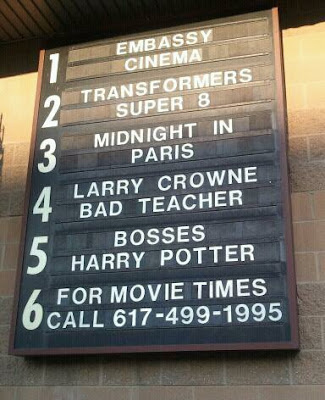 1 EMBASSY
CINEMA
2 TRANSFORMERS
SUPER 8
3 MIDNIGHT IN
PARIS
4 LARRY CROWNE
BAD TEACHER
5 BOSSES
HARRY POTTER
6 FOR MOVIE TIMES
CALL 617-499-1995